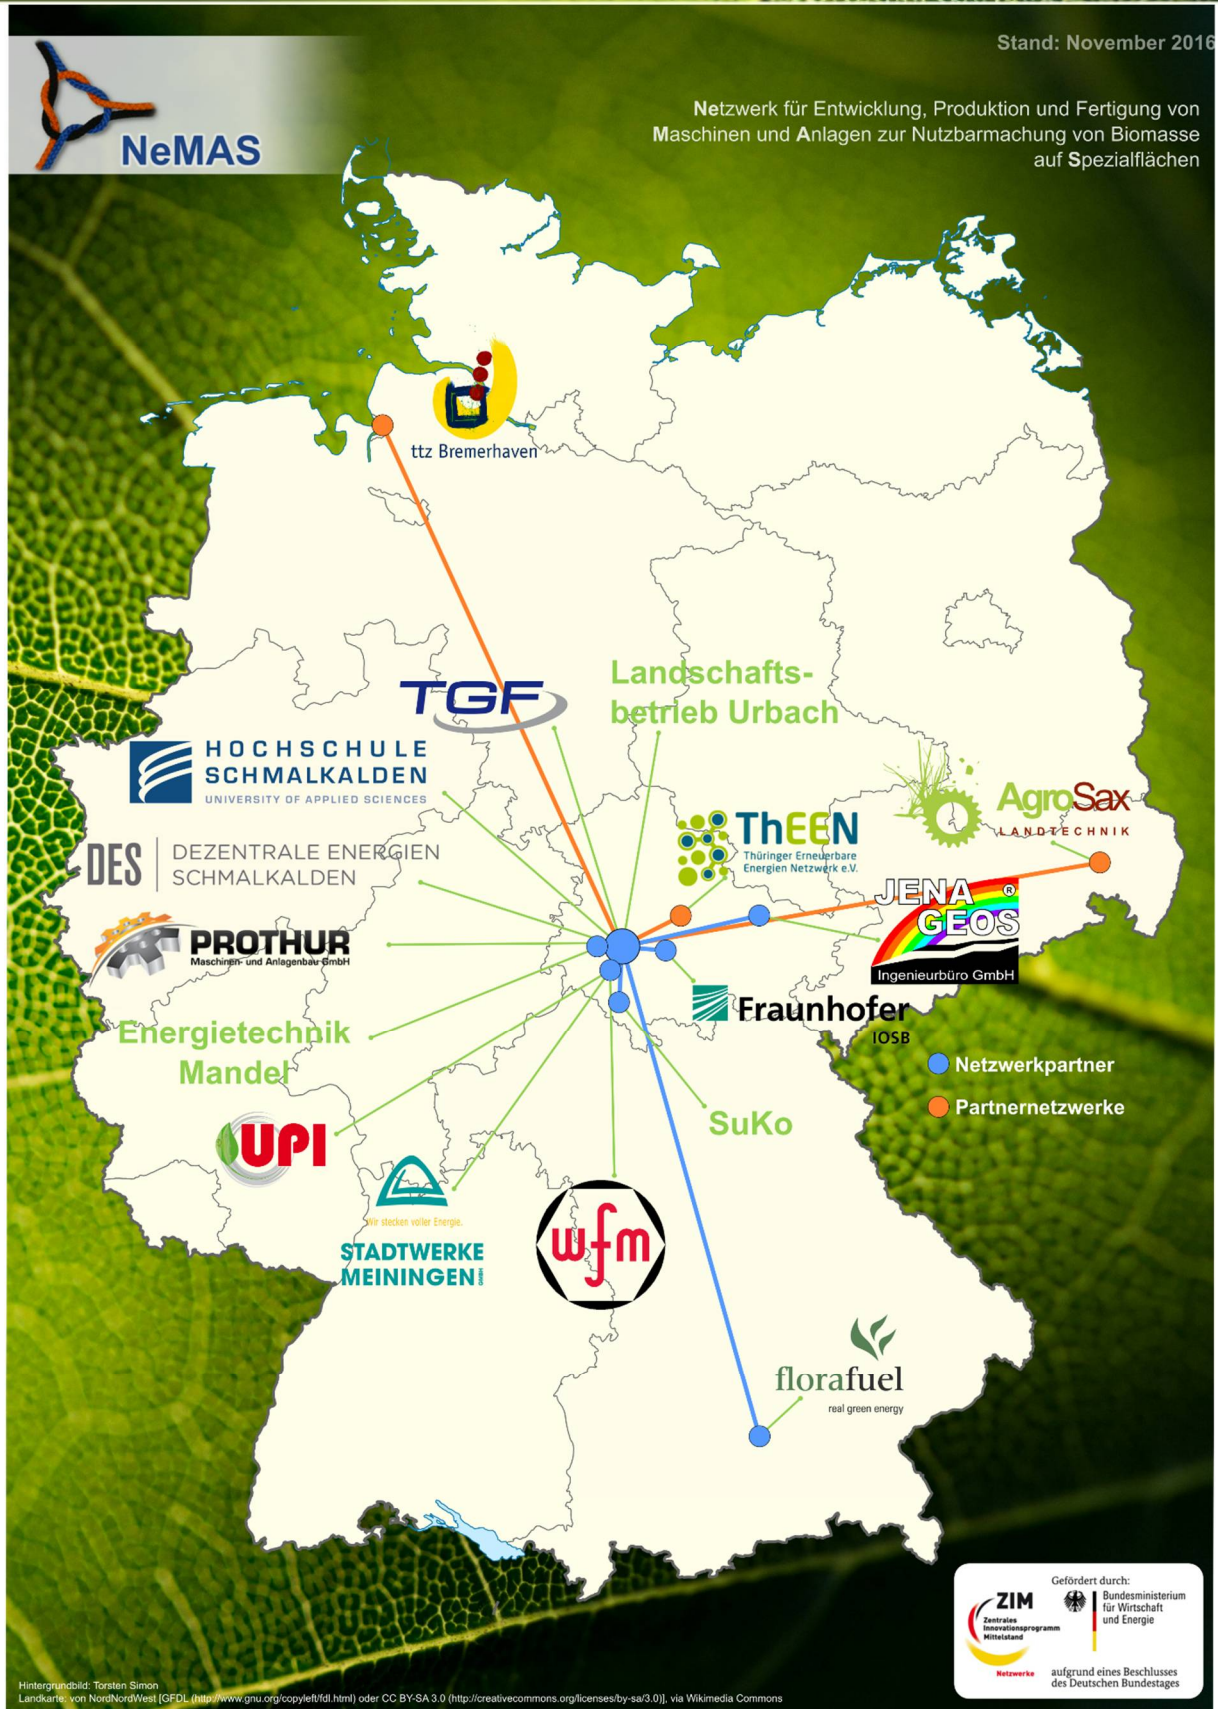 Stand: November 2016
NeMAS
Netzwerk für Entwicklung, Produktion und Fertigung von
Maschinen und Anlagen zur Nutzbarmachung von Biomasse
auf Spezialflächen
ttz Bremerhaven
TGF
Landschafts-
betrieb Urbach
HOCHSCHULE
SCHMALKALDEN
UNIVERSITY OF APPLIED SCIENCES
AgroSax
LANDTECHNIK
ThEEN
Thüringer Erneuerbare
Energien Netzwerk e.V.
DES
DEZENTRALE ENERGIEN
SCHMALKALDEN
JENA ®
GEOS
Ingenieurbüro GmbH
PROTHUR
Maschinen- und Anlagenbau GmbH
Fraunhofer
IOSB
Energietechnik
Mandel
Netzwerkpartner
Partnernetzwerke
SuKo
UPI
Wir stecken voller Energie.
STADTWERKE
MEININGEN GMBH
wfm
florafuel
real green energy
ZIM
Zentrales
Innovationsprogramm
Mittelstand
Netzwerke
Gefördert durch:
Bundesministerium
für Wirtschaft
und Energie
aufgrund eines Beschlusses
des Deutschen Bundestages
Hintergrundbild: Torsten Simon
Landkarte: von NordNordWest [GFDL (http://www.gnu.org/copyleft/fdl.html) oder CC BY-SA 3.0 (http://creativecommons.org/licenses/by-sa/3.0)], via Wikimedia Commons